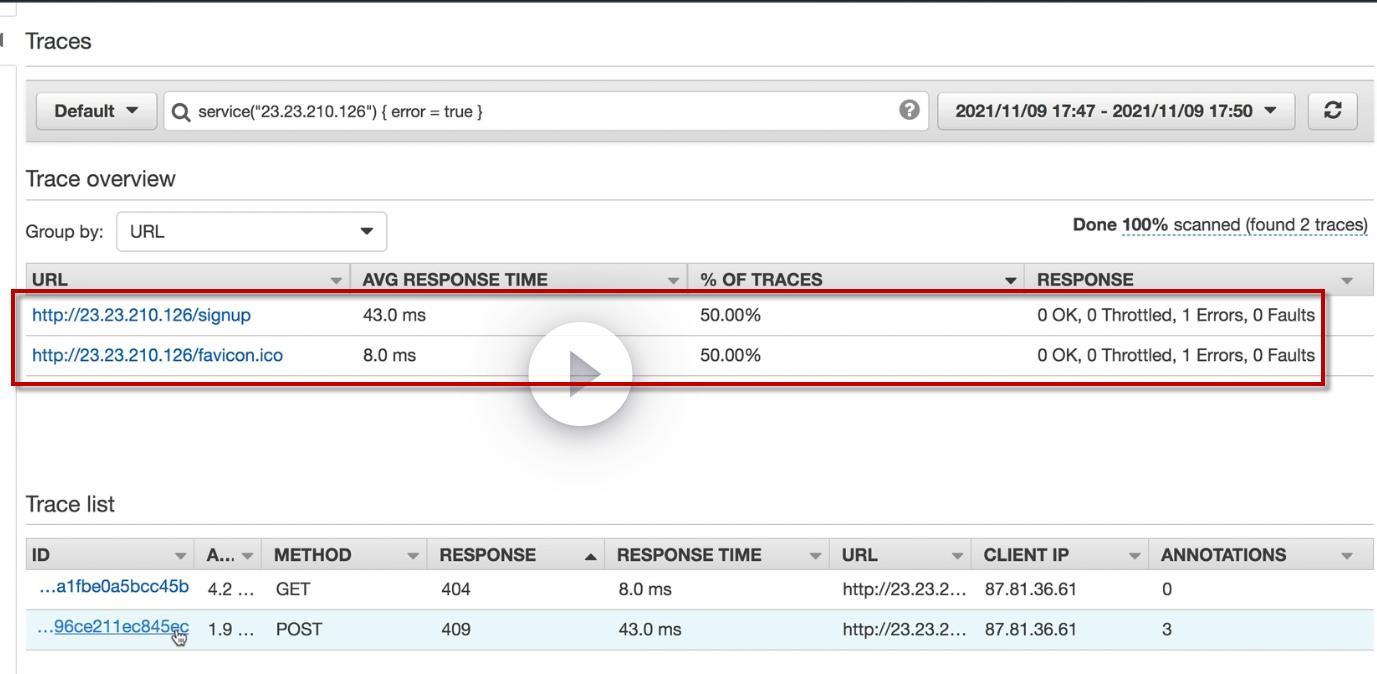 Traces
Default service("23.23.210.126") { error = true } ? 2021/11/09 17:47 - 2021/11/09 17:50
Trace overview
Group by: URL Done 100% scanned (found 2 traces)
URL AVG RESPONSE TIME % OF TRACES RESPONSE
http://23.23.210.126/signup 43.0 ms 50.00% 0 OK, 0 Throttled, 1 Errors, 0 Faults
http://23.23.210.126/favicon.ico 8.0 ms 50.00% 0 OK, 0 Throttled, 1 Errors, 0 Faults
Trace list
ID A... METHOD RESPONSE RESPONSE TIME URL CLIENT IP ANNOTATIONS
...a1fbe0a5bcc45b 4.2 ... GET 404 8.0 ms http://23.23.2... 87.81.36.61 0
...96ce211ec845ec 1.9 ... POST 409 43.0 ms http://23.23.2... 87.81.36.61 3